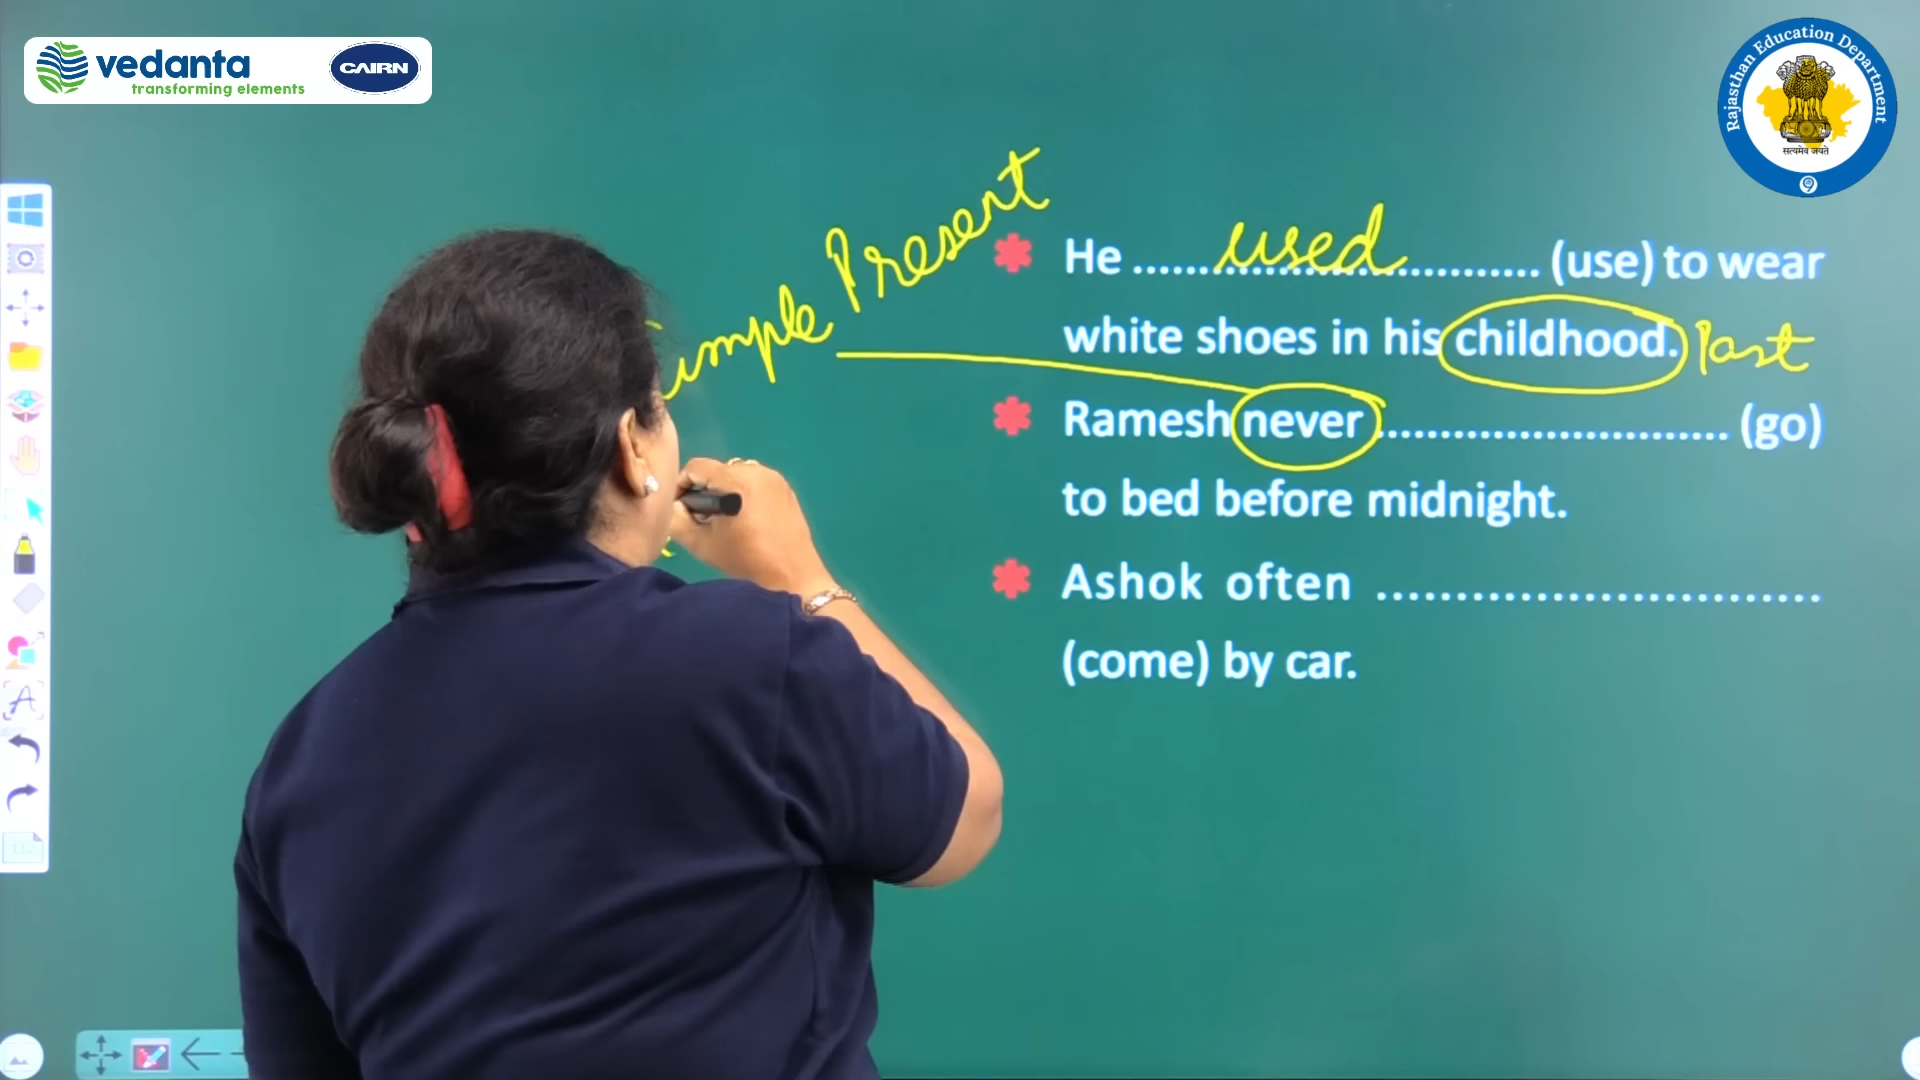 vedanta
transforming elements
CAIRN
Rajasthan Education Department
सत्यमेव जयते
Simple Present
He ........ used ........ (use) to wear
white shoes in his childhood. Past
Ramesh never ........ (go)
to bed before midnight.
Ashok often ........
(come) by car.